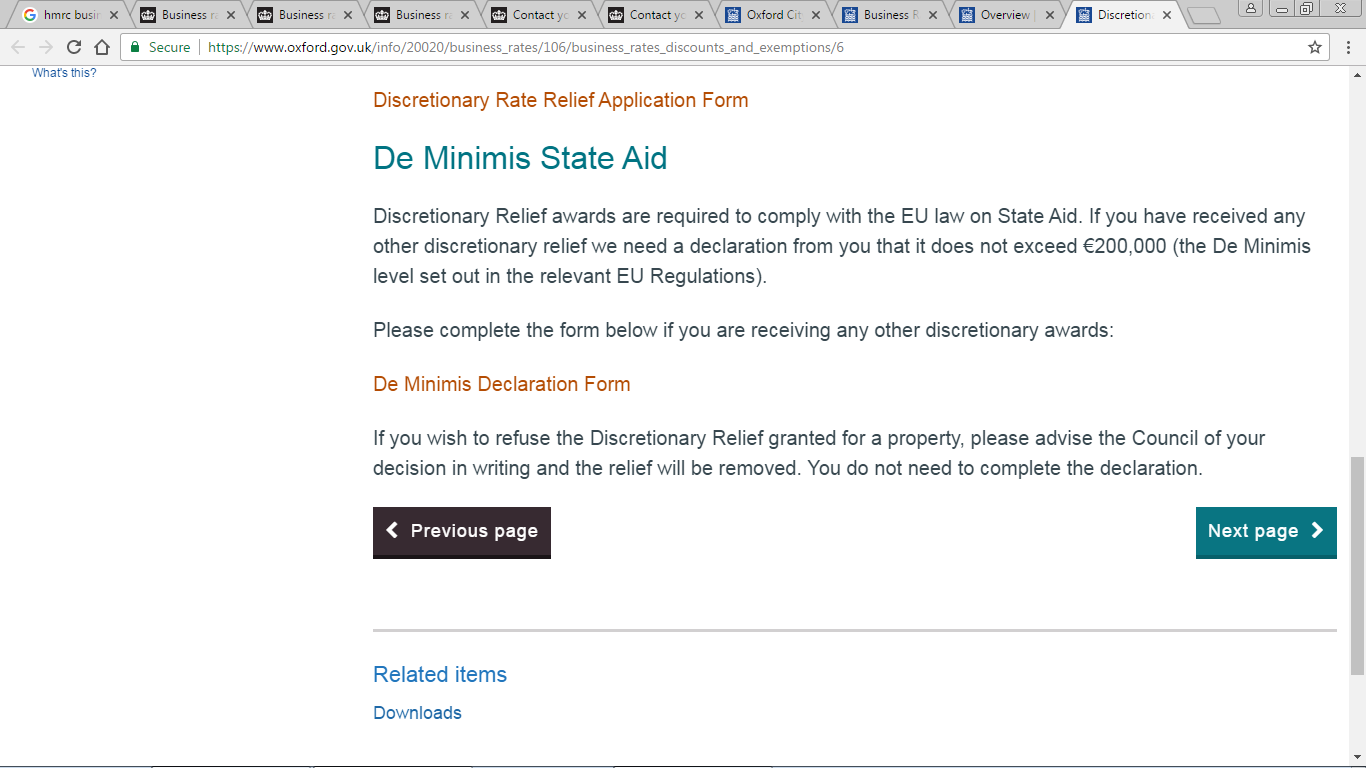 hmrc busin
Business ra
Business ra
Business ra
Contact yo
Contact yo
Oxford City
Business R
Overview |
Discretion
Secure
https://www.oxford.gov.uk/info/20020/business_rates/106/business_rates_discounts_and_exemptions/6
What's this?
Discretionary Rate Relief Application Form
De Minimis State Aid
Discretionary Relief awards are required to comply with the EU law on State Aid. If you have received any
other discretionary relief we need a declaration from you that it does not exceed €200,000 (the De Minimis
level set out in the relevant EU Regulations).
Please complete the form below if you are receiving any other discretionary awards:
De Minimis Declaration Form
If you wish to refuse the Discretionary Relief granted for a property, please advise the Council of your
decision in writing and the relief will be removed. You do not need to complete the declaration.
Previous page
Next page
Related items
Downloads